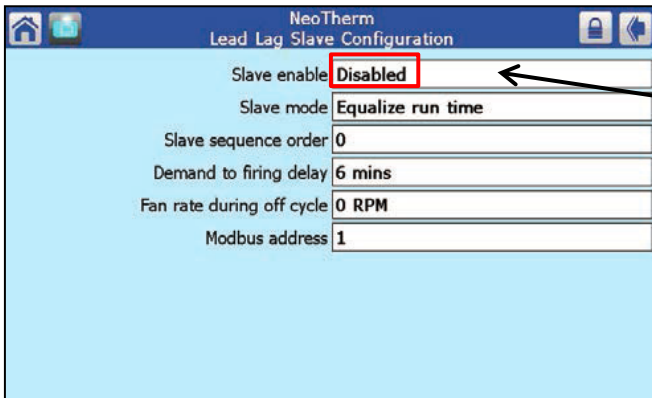 NeoTherm
Lead Lag Slave Configuration
Slave enable Disabled
Slave mode Equalize run time
Slave sequence order 0
Demand to firing delay 6 mins
Fan rate during off cycle 0 RPM
Modbus address 1